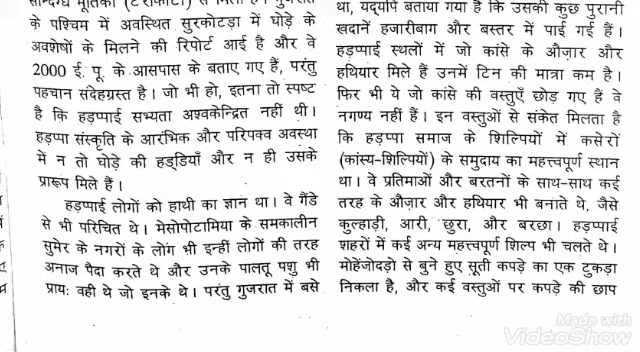 सन्दिग्ध मूर्तिका (टेराकोटा) से मिला है। गुजरात
के पश्चिम में अवस्थित सुरकोटड़ा में घोड़े के
अवशेषों के मिलने की रिपोर्ट आई है और वे
2000 ई. पू. के आसपास के बताए गए हैं, परंतु
पहचान संदेहग्रस्त है। जो भी हो, इतना तो स्पष्ट
है कि हड़प्पाई सभ्यता अश्वकेन्द्रित नहीं थी।
हड़प्पा संस्कृति के आरंभिक और परिपक्व अवस्था
में न तो घोड़े की हड्डियाँ और न ही उसके
प्रारूप मिले हैं।
हड़प्पाई लोगों को हाथी का ज्ञान था। वे गैंडे
से भी परिचित थे। मेसोपोटामिया के समकालीन
सुमेर के नगरों के लोग भी इन्हीं लोगों की तरह
अनाज पैदा करते थे और उनके पालतू पशु भी
प्राय: वही थे जो इनके थे। परंतु गुजरात में बसे
था, यद्यपि बताया गया है कि उसकी कुछ पुरानी
खदानें हजारीबाग और बस्तर में पाई गई हैं।
हड़प्पाई स्थलों में जो कांसे के औज़ार और
हथियार मिले हैं उनमें टिन की मात्रा कम है।
फिर भी ये जो कांसे की वस्तुएँ छोड़ गए हैं वे
नगण्य नहीं हैं। इन वस्तुओं से संकेत मिलता है
कि हड़प्पा समाज के शिल्पियों में कसेरों
(कांस्य-शिल्पियों) के समुदाय का महत्त्वपूर्ण स्थान
था। वे प्रतिमाओं और बरतनों के साथ-साथ कई
तरह के औज़ार और हथियार भी बनाते थे, जैसे
कुल्हाड़ी, आरी, छुरा, और बरछा। हड़प्पाई
शहरों में कई अन्य महत्त्वपूर्ण शिल्प भी चलते थे।
मोहेंजोदड़ो से बुने हुए सूती कपड़े का एक टुकड़ा
निकला है, और कई वस्तुओं पर कपड़े की छाप
Made with
VideoShow